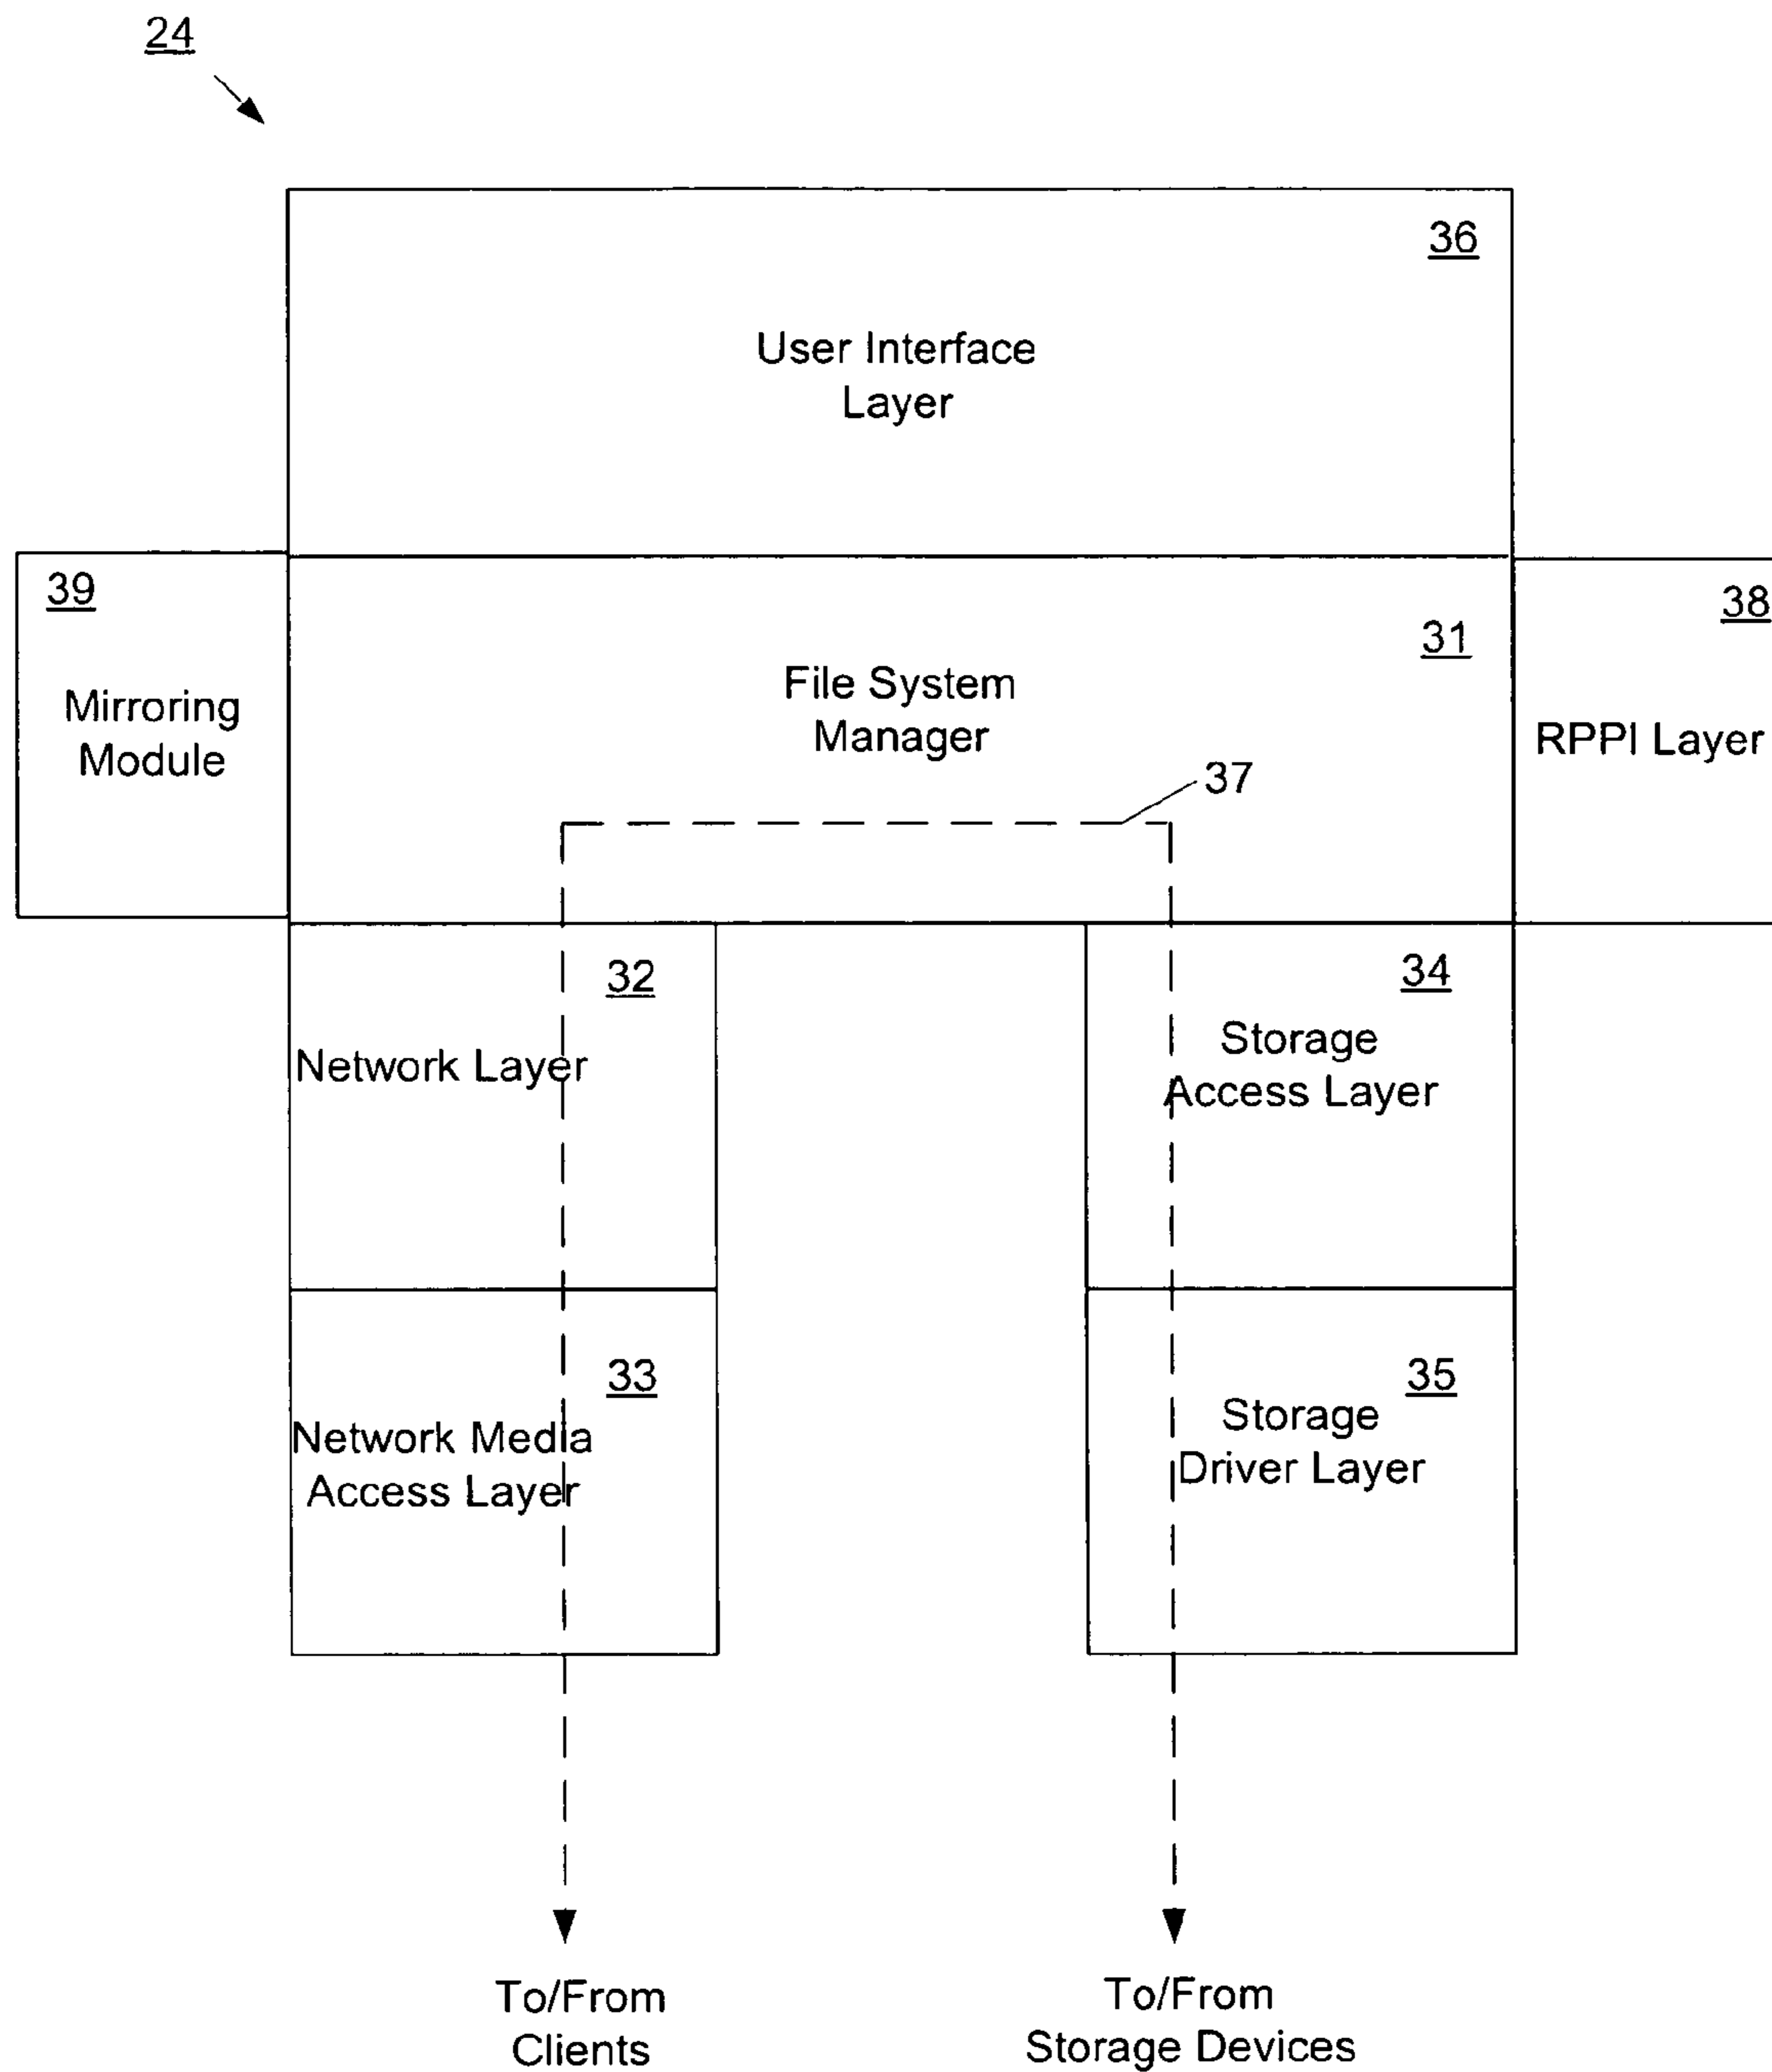 24
36
User Interface
Layer
39
Mirroring
Module
31
File System
Manager
37
38
RPPI Layer
32
Network Layer
34
Storage
Access Layer
33
Network Media
Access Layer
35
Storage
Driver Layer
To/From
Clients
To/From
Storage Devices